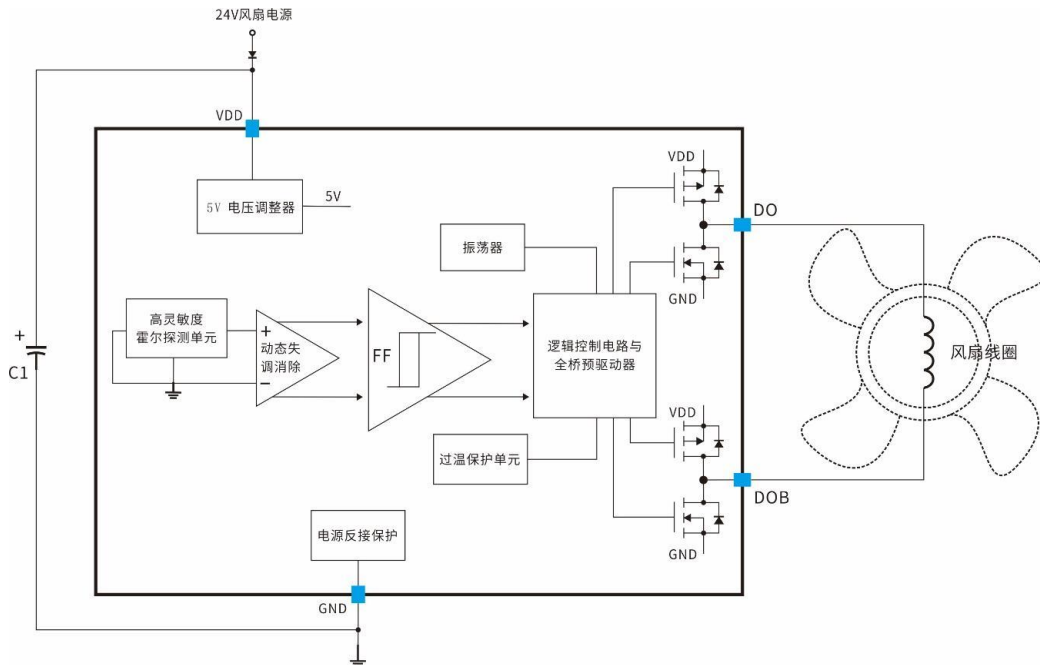 24V风扇电源
VDD
5V 电压调整器
5V
VDD
DO
振荡器
GND
高灵敏度
霍尔探测单元
+
动态失
调消除
−
FF
逻辑控制电路与
全桥预驱动器
风扇线圈
+
C1
VDD
过温保护单元
DOB
GND
电源反接保护
GND